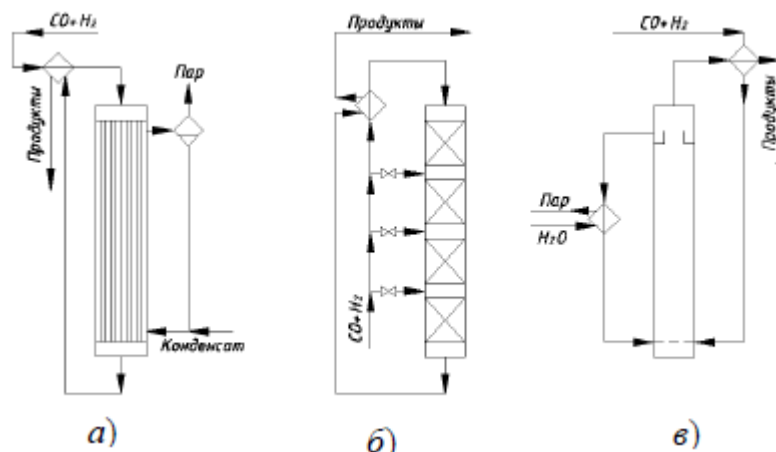 CO+H₂
Пар
Продукты
Конденсат
а)
Продукты
CO+H₂
б)
CO+H₂
Продукты
Пар
H₂O
в)